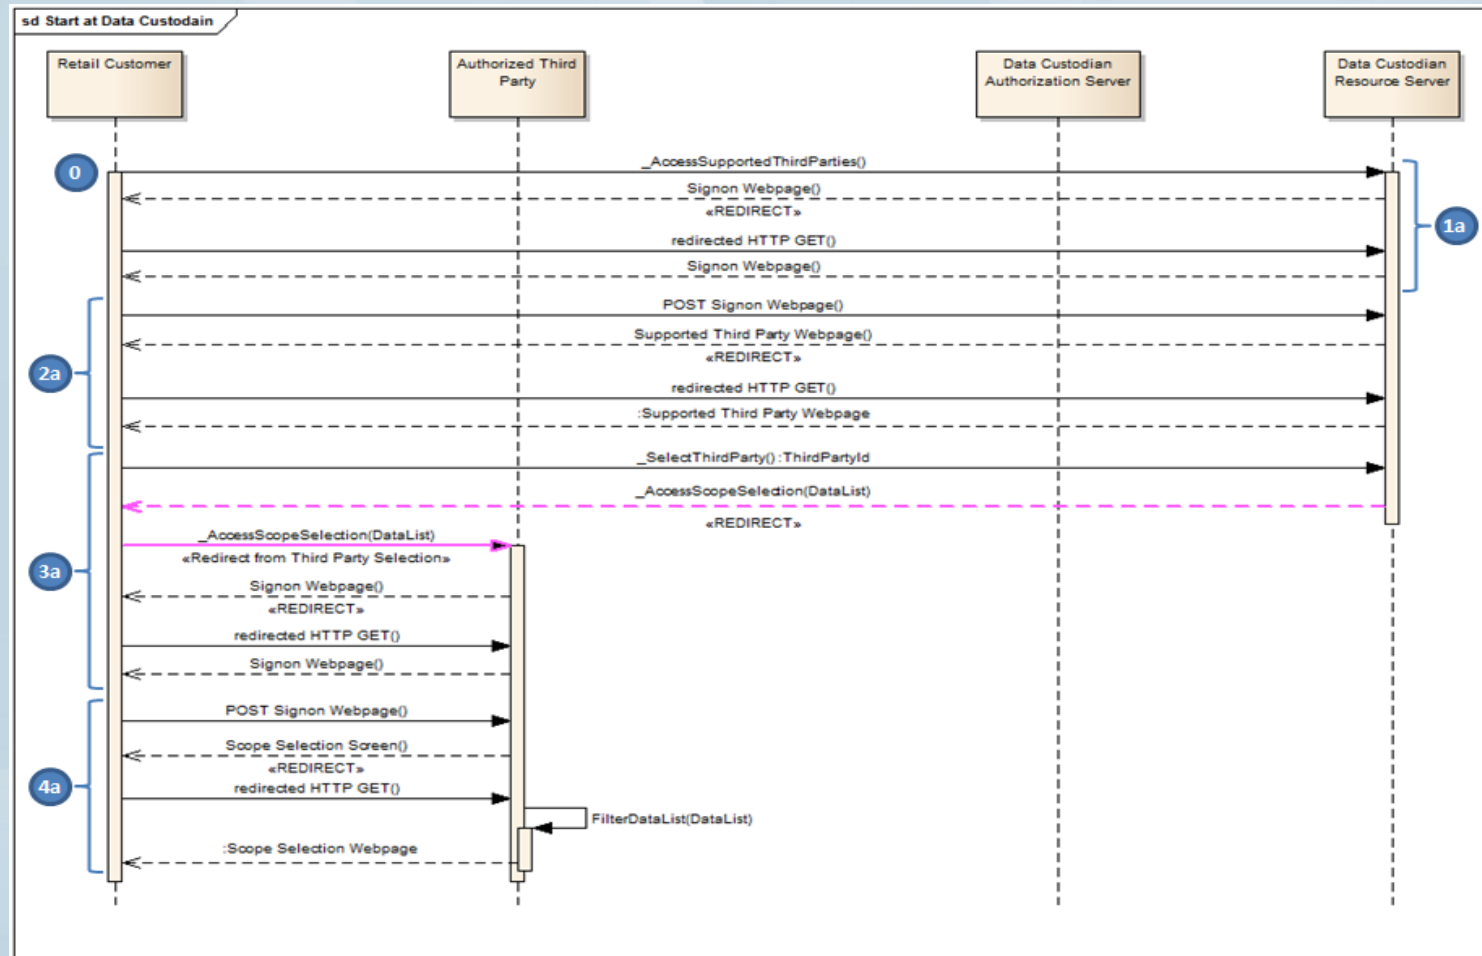 sd Start at Data Custodain
Retail Customer
Authorized Third
Party
Data Custodian
Authorization Server
Data Custodian
Resource Server
0
_AccessSupportedThirdParties()
Signon Webpage()
«REDIRECT»
1a
redirected HTTP GET()
Signon Webpage()
POST Signon Webpage()
Supported Third Party Webpage()
«REDIRECT»
2a
redirected HTTP GET()
:Supported Third Party Webpage
_SelectThirdParty() :ThirdPartyId
_AccessScopeSelection(DataList)
«REDIRECT»
_AccessScopeSelection(DataList)
«Redirect from Third Party Selection»
3a
Signon Webpage()
«REDIRECT»
redirected HTTP GET()
Signon Webpage()
POST Signon Webpage()
Scope Selection Screen()
«REDIRECT»
4a
redirected HTTP GET()
FilterDataList(DataList)
:Scope Selection Webpage